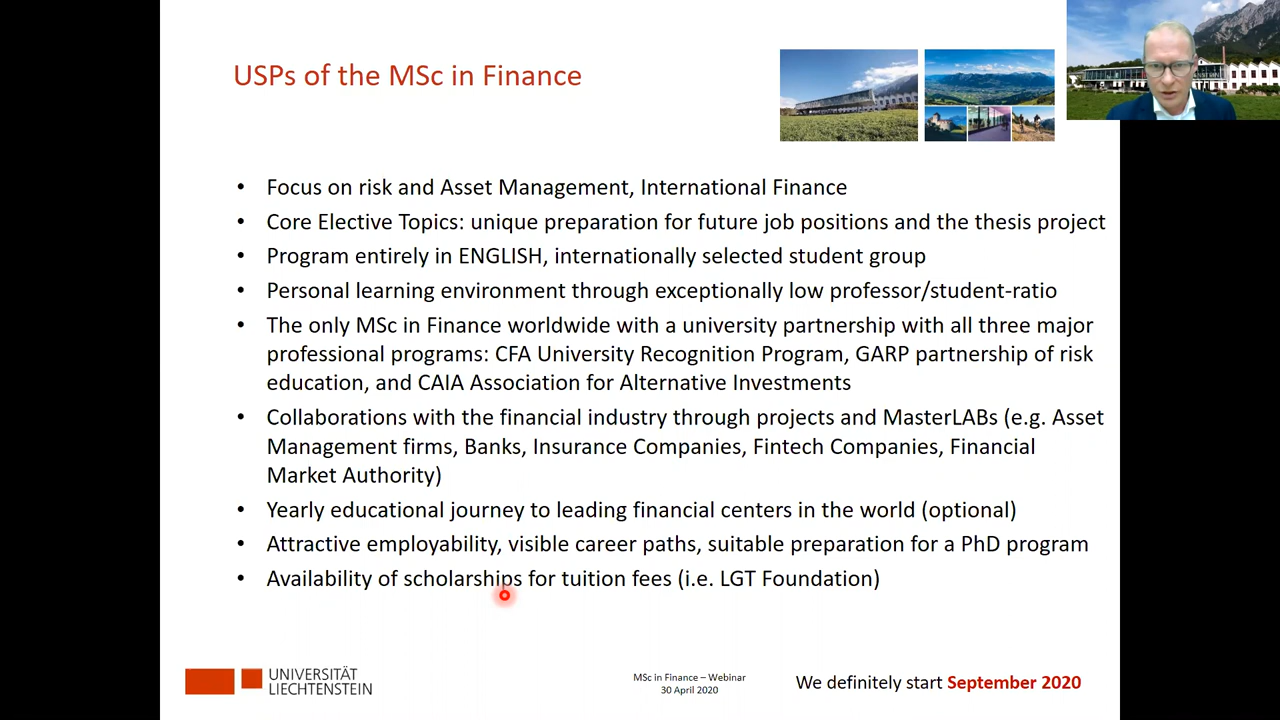 USPs of the MSc in Finance
• Focus on risk and Asset Management, International Finance
• Core Elective Topics: unique preparation for future job positions and the thesis project
• Program entirely in ENGLISH, internationally selected student group
• Personal learning environment through exceptionally low professor/student-ratio
• The only MSc in Finance worldwide with a university partnership with all three major
professional programs: CFA University Recognition Program, GARP partnership of risk
education, and CAIA Association for Alternative Investments
• Collaborations with the financial industry through projects and MasterLABs (e.g. Asset
Management firms, Banks, Insurance Companies, Fintech Companies, Financial
Market Authority)
• Yearly educational journey to leading financial centers in the world (optional)
• Attractive employability, visible career paths, suitable preparation for a PhD program
• Availability of scholarships for tuition fees (i.e. LGT Foundation)
UNIVERSITÄT
LIECHTENSTEIN
MSc in Finance – Webinar
30 April 2020
We definitely start September 2020